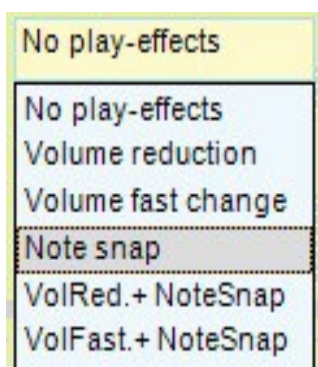 No play-effects
No play-effects
Volume reduction
Volume fast change
Note snap
VolRed.+ NoteSnap
VolFast.+ NoteSnap